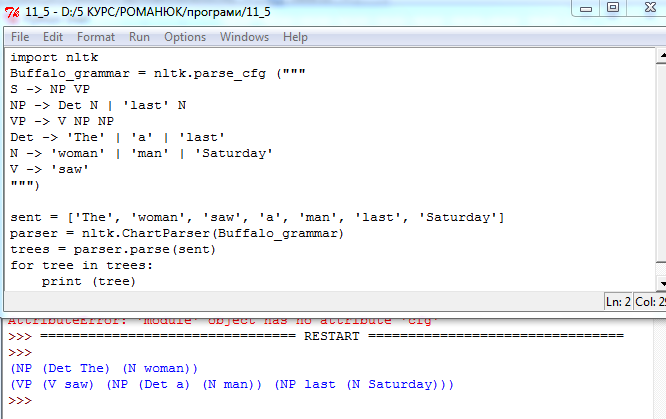 11_5 - D:/5 КУРС/РОМАНЮК/програми/11_5
File Edit Format Run Options Windows Help
import nltk
Buffalo_grammar = nltk.parse_cfg ("""
S -> NP VP
NP -> Det N | 'last' N
VP -> V NP NP
Det -> 'The' | 'a' | 'last'
N -> 'woman' | 'man' | 'Saturday'
V -> 'saw'
""")
sent = ['The', 'woman', 'saw', 'a', 'man', 'last', 'Saturday']
parser = nltk.ChartParser(Buffalo_grammar)
trees = parser.parse(sent)
for tree in trees:
    print (tree)
Ln: 2 Col: 29
AttributeError: 'module' object has no attribute 'cfg'
>>> ================================ RESTART ================================
>>>
(NP (Det The) (N woman))
(VP (V saw) (NP (Det a) (N man)) (NP last (N Saturday)))
>>>